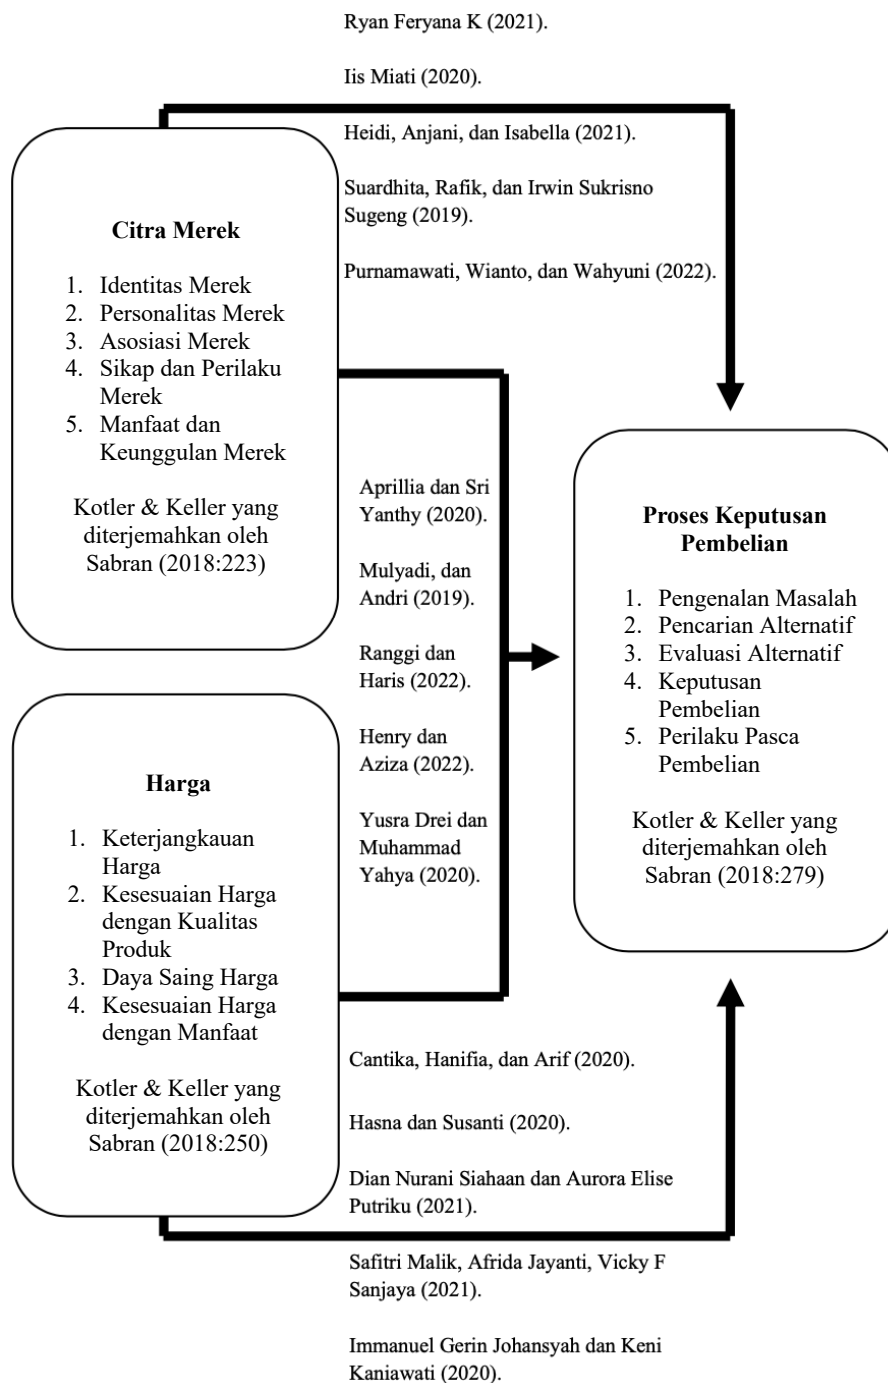 Ryan Feryana K (2021).
Iis Miati (2020).
Heidi, Anjani, dan Isabella (2021).
Suardhita, Rafik, dan Irwin Sukrisno
Sugeng (2019).
Purnamawati, Wianto, dan Wahyuni (2022).
Citra Merek
1. Identitas Merek
2. Personalitas Merek
3. Asosiasi Merek
4. Sikap dan Perilaku
Merek
5. Manfaat dan
Keunggulan Merek
Kotler & Keller yang
diterjemahkan oleh
Sabran (2018:223)
Aprillia dan Sri
Yanthy (2020).
Mulyadi, dan
Andri (2019).
Ranggi dan
Haris (2022).
Henry dan
Aziza (2022).
Yusra Drei dan
Muhammad
Yahya (2020).
Proses Keputusan
Pembelian
1. Pengenalan Masalah
2. Pencarian Alternatif
3. Evaluasi Alternatif
4. Keputusan
Pembelian
5. Perilaku Pasca
Pembelian
Kotler & Keller yang
diterjemahkan oleh
Sabran (2018:279)
Harga
1. Keterjangkauan
Harga
2. Kesesuaian Harga
dengan Kualitas
Produk
3. Daya Saing Harga
4. Kesesuaian Harga
dengan Manfaat
Kotler & Keller yang
diterjemahkan oleh
Sabran (2018:250)
Cantika, Hanifia, dan Arif (2020).
Hasna dan Susanti (2020).
Dian Nurani Siahaan dan Aurora Elise
Putriku (2021).
Safitri Malik, Afrida Jayanti, Vicky F
Sanjaya (2021).
Immanuel Gerin Johansyah dan Keni
Kaniawati (2020).